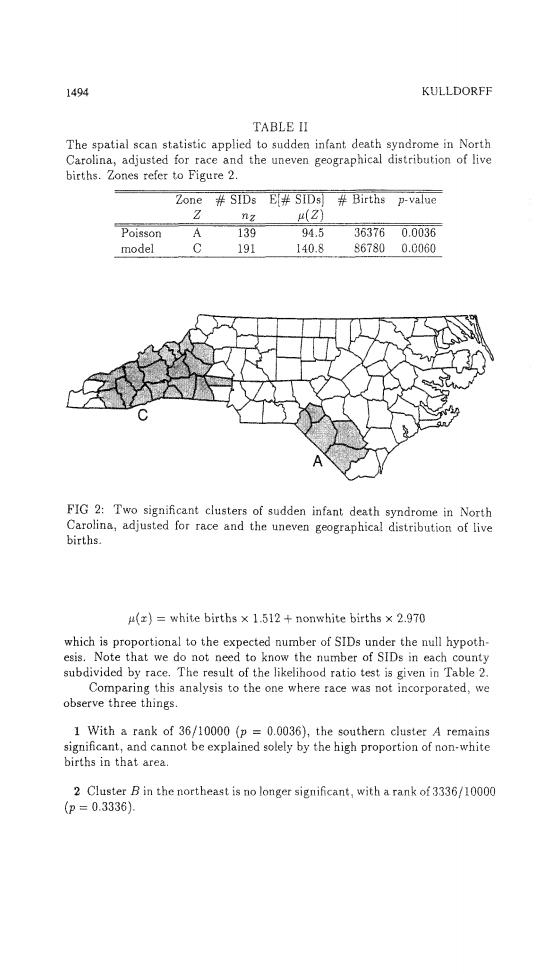 1494 KULLDORFF
TABLE II
The spatial scan statistic applied to sudden infant death syndrome in North
Carolina, adjusted for race and the uneven geographical distribution of live
births. Zones refer to Figure 2.
Zone # SIDs E[# SIDs] # Births p-value
Z n_Z μ(Z)
Poisson A 139 94.5 36376 0.0036
model C 191 140.8 86780 0.0060
C
A
FIG 2: Two significant clusters of sudden infant death syndrome in North
Carolina, adjusted for race and the uneven geographical distribution of live
births.
μ(x) = white births × 1.512 + nonwhite births × 2.970
which is proportional to the expected number of SIDs under the null hypoth-
esis. Note that we do not need to know the number of SIDs in each county
subdivided by race. The result of the likelihood ratio test is given in Table 2.
Comparing this analysis to the one where race was not incorporated, we
observe three things.
1 With a rank of 36/10000 (p = 0.0036), the southern cluster A remains
significant, and cannot be explained solely by the high proportion of non-white
births in that area.
2 Cluster B in the northeast is no longer significant, with a rank of 3336/10000
(p = 0.3336).